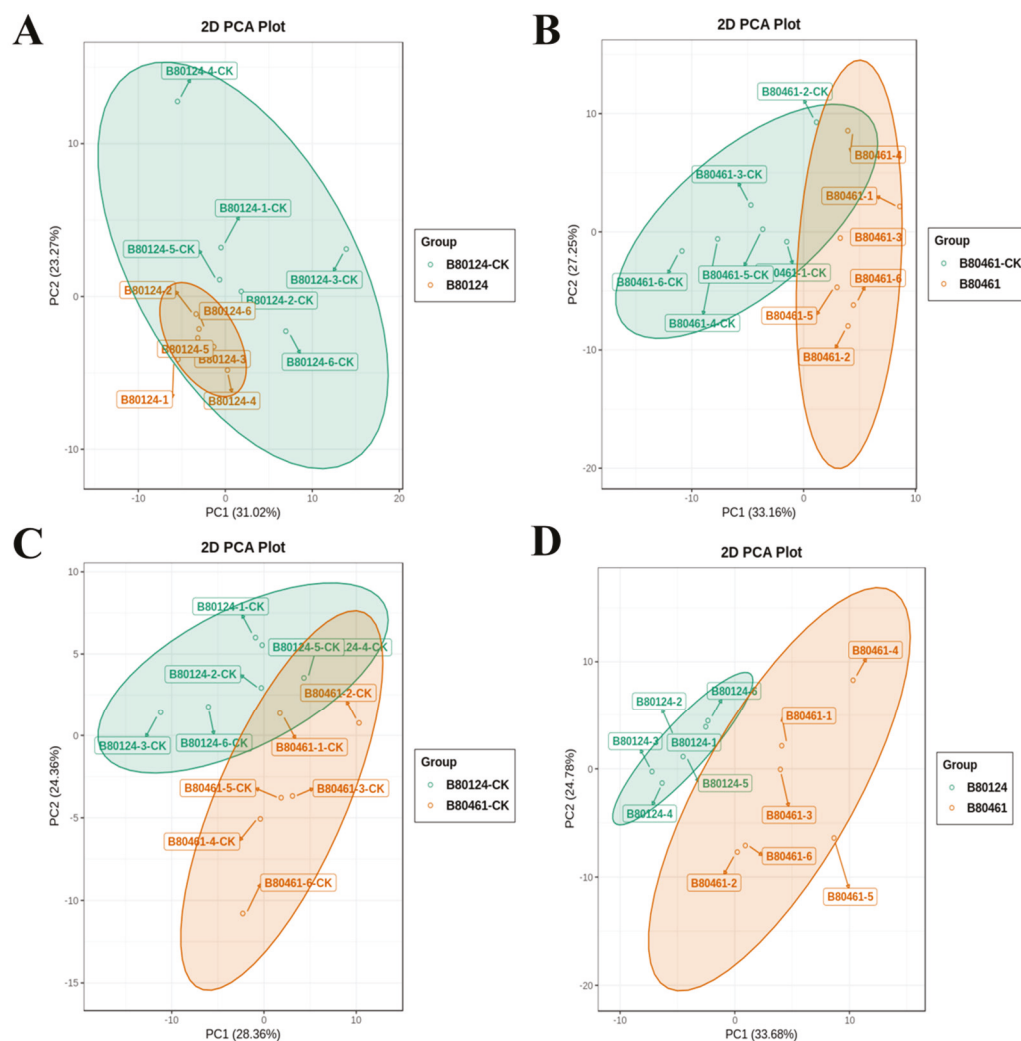 A
2D PCA Plot
B80124-4-CK
B80124-1-CK
B80124-5-CK
B80124-3-CK
B80124-2-CK
B80124-2
B80124-6
B80124-5
B80124-3
B80124-6-CK
B80124-1
B80124-4
10
0
-10
-10
0
10
20
PC2 (23.27%)
PC1 (31.02%)
Group
B80124-CK
B80124
B
2D PCA Plot
B80461-2-CK
B80461-4
B80461-3-CK
B80461-1
B80461-3
B80461-6-CK
B80461-5-CK
B80461-1-CK
B80461-6
B80461-5
B80461-4-CK
B80461-2
10
0
-10
-20
-10
0
10
PC2 (27.25%)
PC1 (33.16%)
Group
B80461-CK
B80461
C
2D PCA Plot
B80124-1-CK
B80124-5-CK
24-4-CK
B80124-2-CK
B80461-2-CK
B80124-3-CK
B80124-6-CK
B80461-1-CK
B80461-5-CK
B80461-3-CK
B80461-4-CK
B80461-6-CK
10
5
0
-5
-10
-15
-10
0
10
PC2 (24.36%)
PC1 (28.36%)
Group
B80124-CK
B80461-CK
D
2D PCA Plot
B80461-4
B80124-2
B80124-6
B80461-1
B80124-3
B80124-1
B80124-5
B80124-4
B80461-3
B80461-6
B80461-2
B80461-5
10
0
-10
-20
-10
0
10
PC2 (24.78%)
PC1 (33.68%)
Group
B80124
B80461